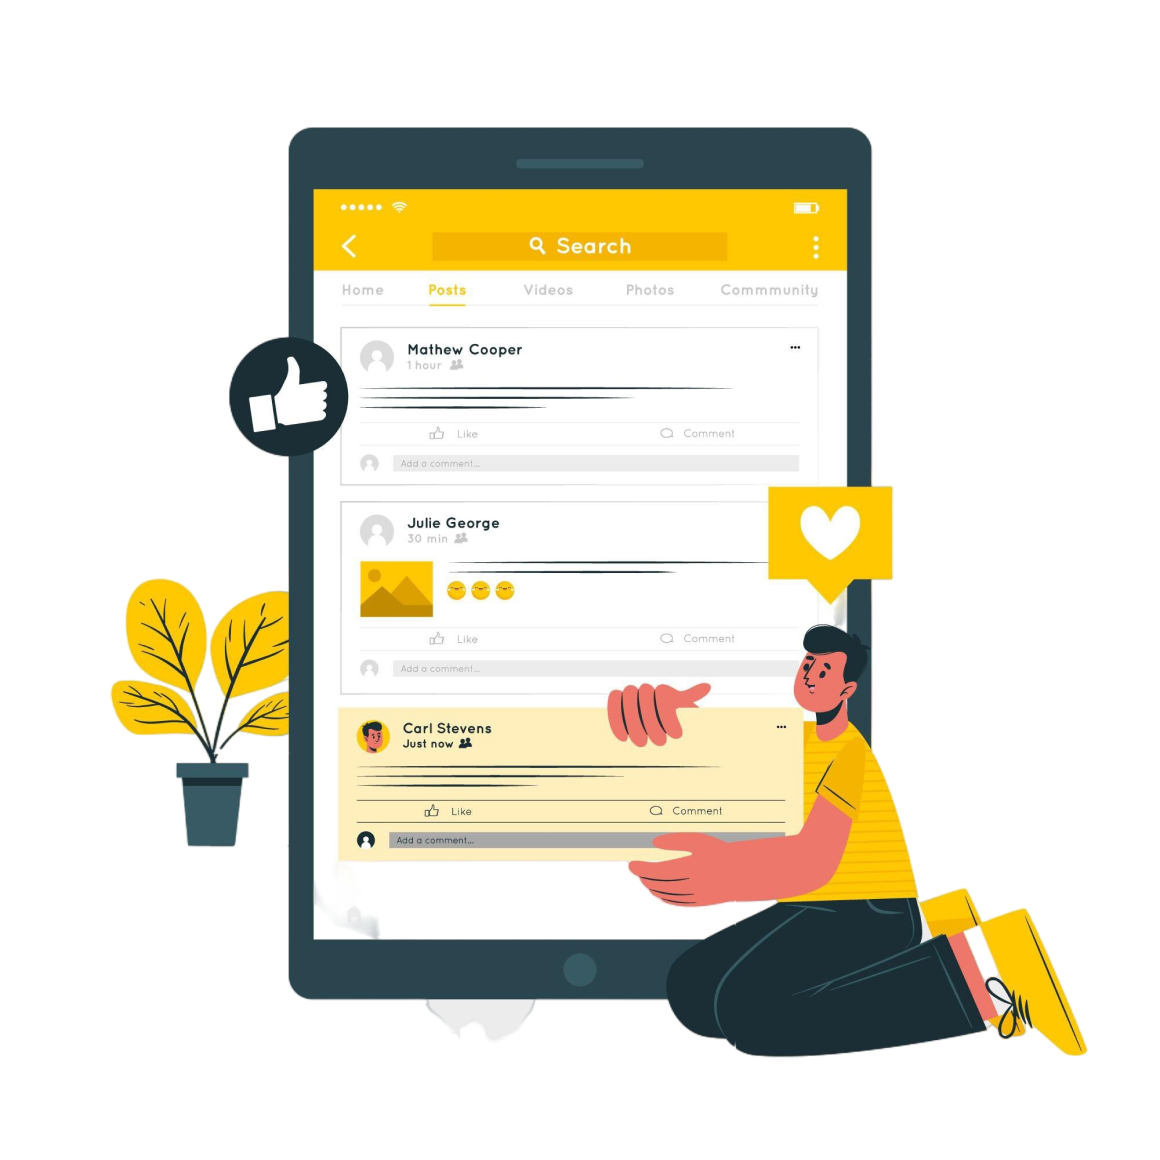 Search
Home Posts Videos Photos Commmunity
Mathew Cooper
1 hour
Like Comment
Add a comment...
Julie George
30 min
Like Comment
Add a comment...
Carl Stevens
Just now
Like Comment
Add a comment...